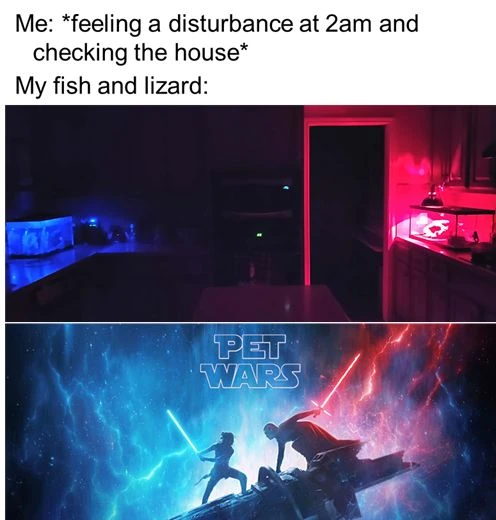 Me: *feeling a disturbance at 2am and
checking the house*
My fish and lizard:
PET
WARS